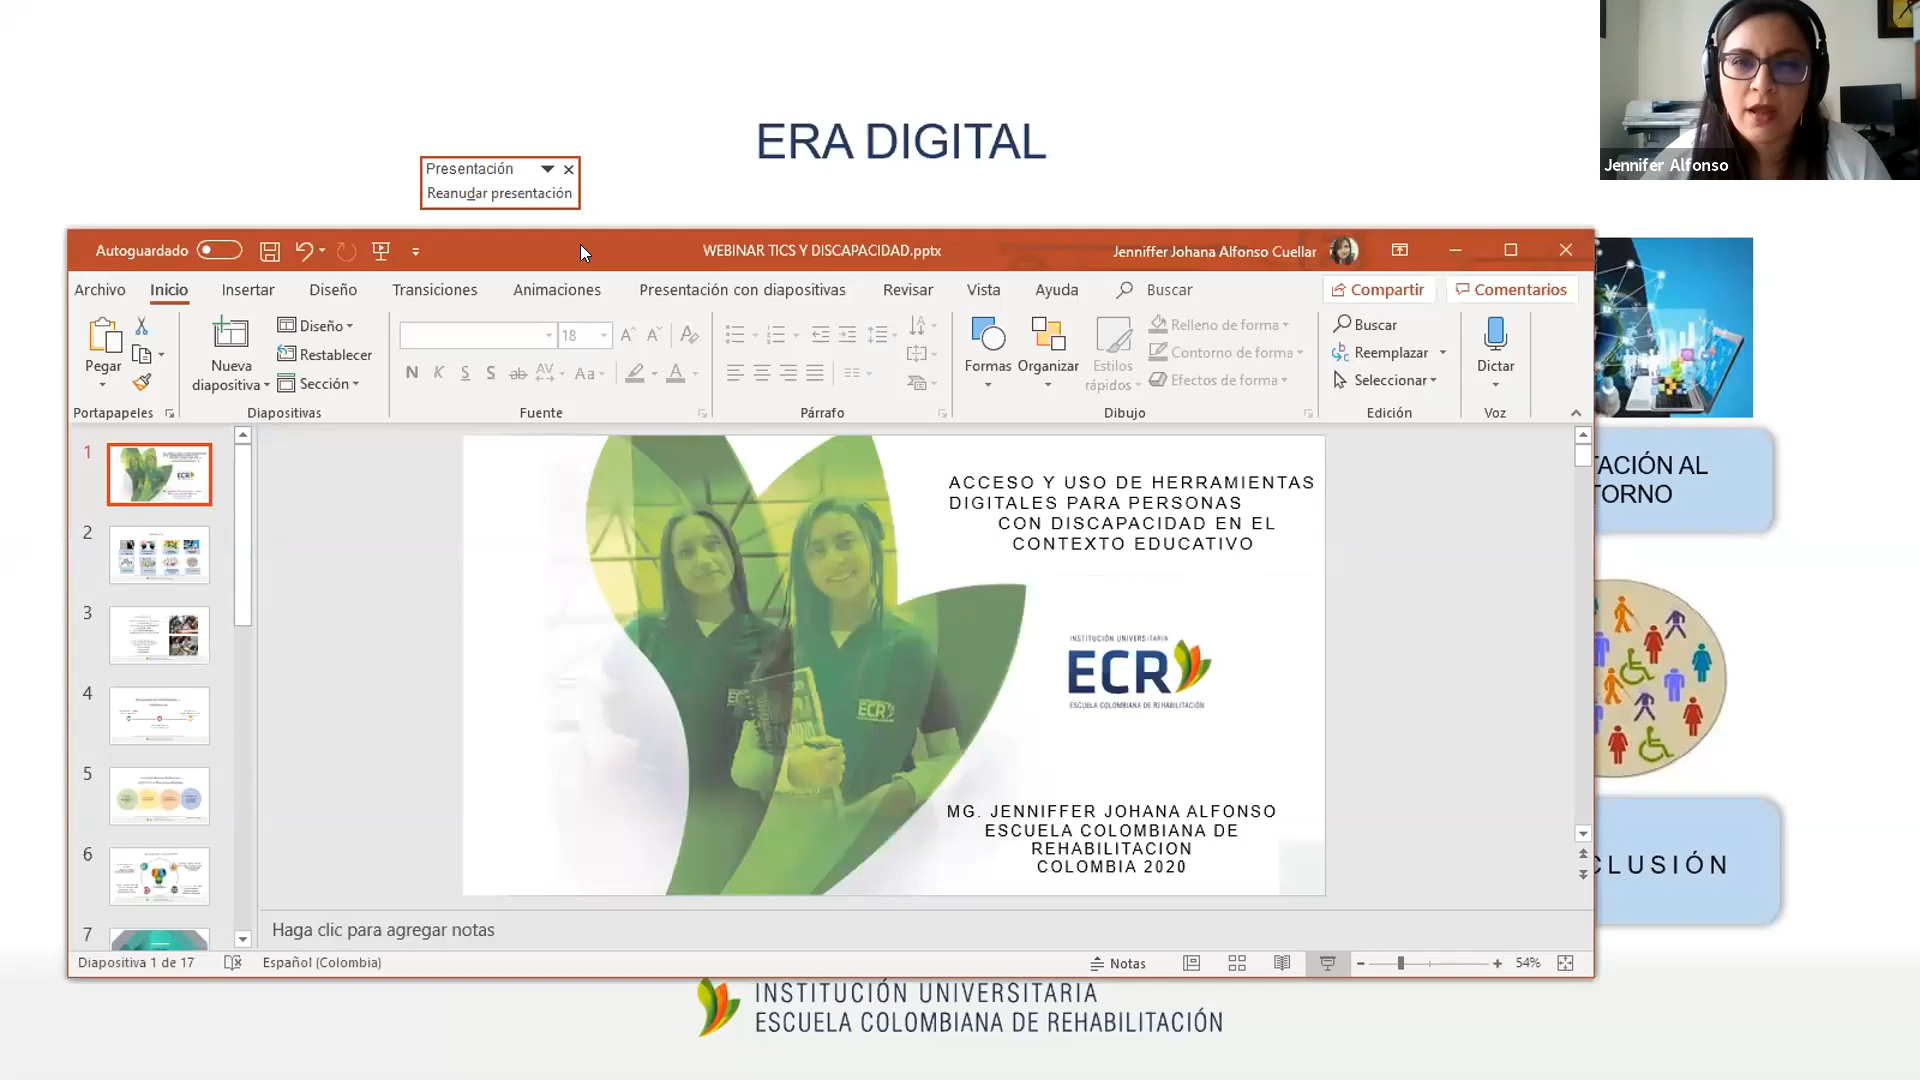 ERA DIGITAL
Jennifer Alfonso
Presentación
Reanudar presentación
Autoguardado
WEBINAR TICS Y DISCAPACIDAD.pptx
Jenniffer Johana Alfonso Cuellar
Archivo Inicio Insertar Diseño Transiciones Animaciones Presentación con diapositivas Revisar Vista Ayuda Buscar Compartir Comentarios
Pegar
Portapapeles
Nueva diapositiva
Diseño
Restablecer
Sección
Diapositivas
18
N K S S ab AV Aa A
Fuente
Párrafo
Formas
Organizar
Estilos rápidos
Relleno de forma
Contorno de forma
Efectos de forma
Dibujo
Buscar
Reemplazar
Seleccionar
Edición
Dictar
Voz
1
2
3
4
5
6
7
ACCESO Y USO DE HERRAMIENTAS
DIGITALES PARA PERSONAS
CON DISCAPACIDAD EN EL
CONTEXTO EDUCATIVO
INSTITUCIÓN UNIVERSITARIA
ECR
ESCUELA COLOMBIANA DE REHABILITACIÓN
ECR
MG. JENNIFFER JOHANA ALFONSO
ESCUELA COLOMBIANA DE
REHABILITACION
COLOMBIA 2020
TACIÓN AL
TORNO
CLUSIÓN
Haga clic para agregar notas
Diapositiva 1 de 17
Español (Colombia)
Notas
54%
INSTITUCIÓN UNIVERSITARIA
ESCUELA COLOMBIANA DE REHABILITACIÓN